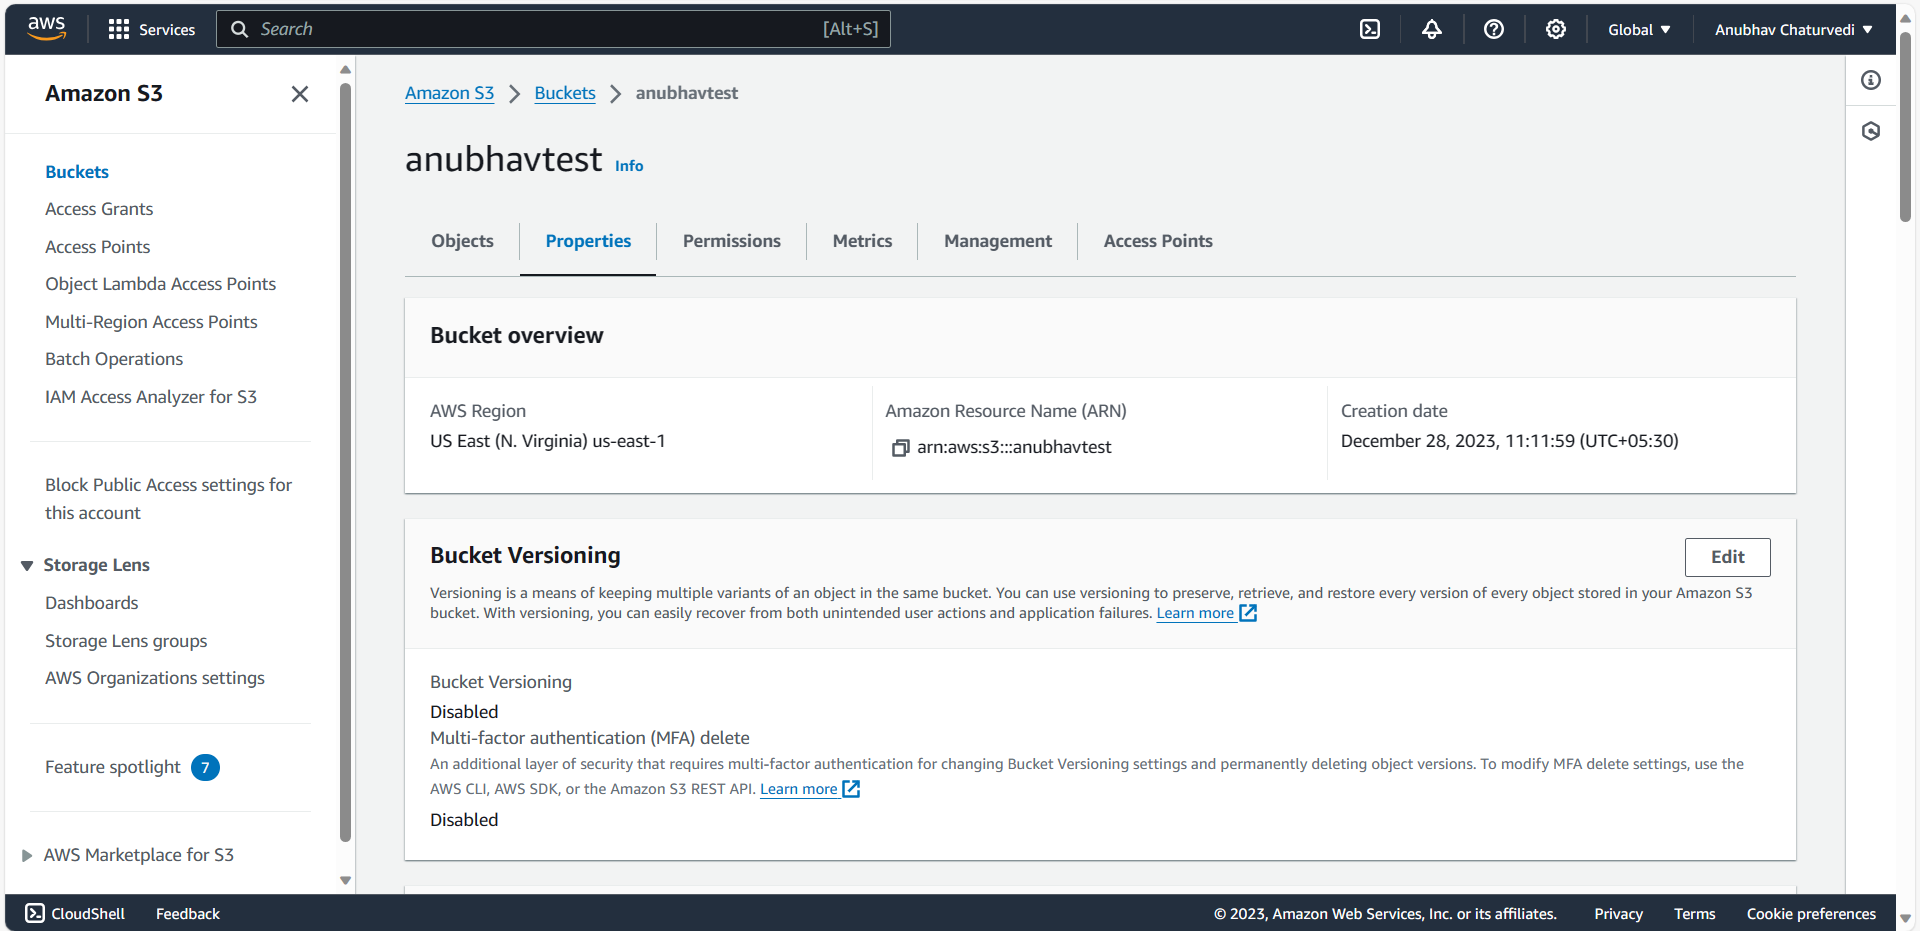 aws
Services
Search
[Alt+S]
Global
Anubhav Chaturvedi
Amazon S3
Buckets
Access Grants
Access Points
Object Lambda Access Points
Multi-Region Access Points
Batch Operations
IAM Access Analyzer for S3
Block Public Access settings for
this account
Storage Lens
Dashboards
Storage Lens groups
AWS Organizations settings
Feature spotlight 7
AWS Marketplace for S3
Amazon S3 > Buckets > anubhavtest
anubhavtest Info
Objects
Properties
Permissions
Metrics
Management
Access Points
Bucket overview
AWS Region
US East (N. Virginia) us-east-1
Amazon Resource Name (ARN)
arn:aws:s3:::anubhavtest
Creation date
December 28, 2023, 11:11:59 (UTC+05:30)
Bucket Versioning
Edit
Versioning is a means of keeping multiple variants of an object in the same bucket. You can use versioning to preserve, retrieve, and restore every version of every object stored in your Amazon S3
bucket. With versioning, you can easily recover from both unintended user actions and application failures. Learn more
Bucket Versioning
Disabled
Multi-factor authentication (MFA) delete
An additional layer of security that requires multi-factor authentication for changing Bucket Versioning settings and permanently deleting object versions. To modify MFA delete settings, use the
AWS CLI, AWS SDK, or the Amazon S3 REST API. Learn more
Disabled
CloudShell
Feedback
© 2023, Amazon Web Services, Inc. or its affiliates.
Privacy
Terms
Cookie preferences